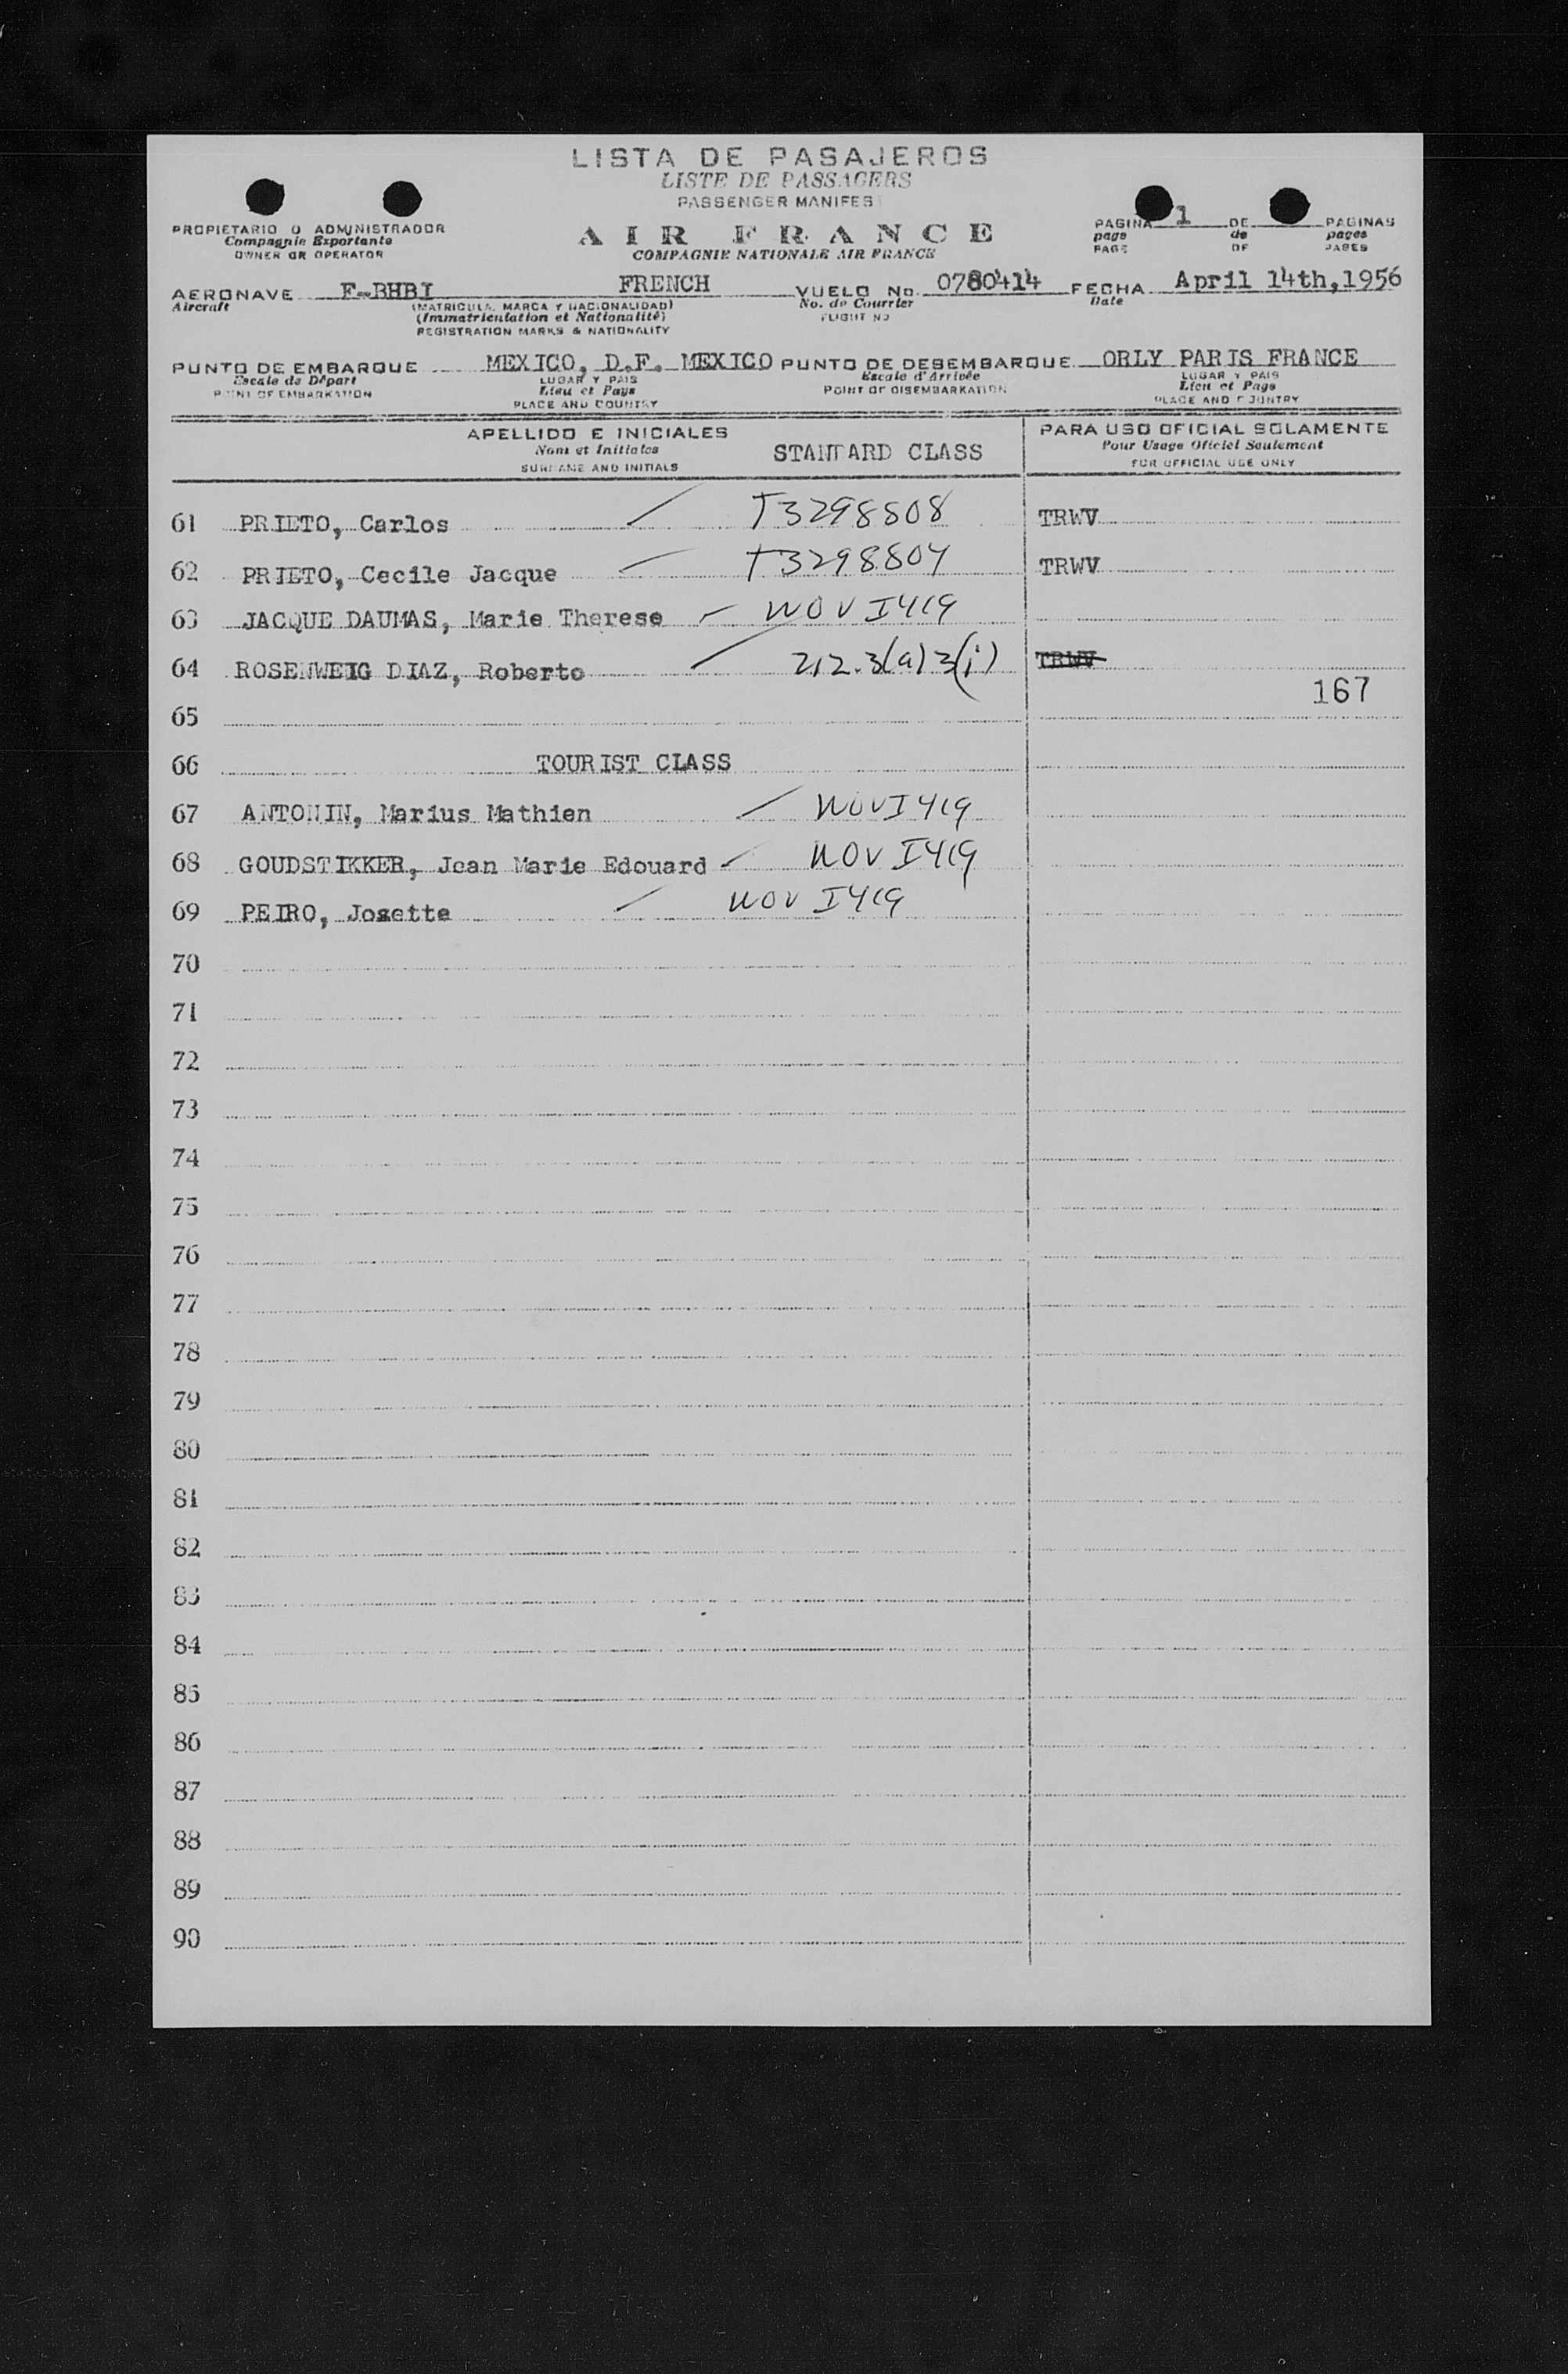 LISTA DE PASAJEROS
LISTE DE PASSAGERS
PASSENGER MANIFEST
PROPIETARIO O ADMINISTRADOR
Compagnie Exportante
OWNER OR OPERATOR
AIR FRANCE
COMPAGNIE NATIONALE AIR FRANCE
PAGINA 1 DE PAGINAS
page de pages
PAGE OF PAGES
AERONAVE F-BHBI FRENCH VUELO No. 0780414 FECHA April 14th, 1956
Aircraft (MATRICULA, MARCA Y NACIONALIDAD) No. de Courrier Date
(Immatriculation et Nationalité) FLIGHT NO
REGISTRATION MARKS & NATIONALITY
PUNTO DE EMBARQUE MEXICO, D.F. MEXICO PUNTO DE DESEMBARQUE ORLY PARIS FRANCE
Escale de Départ LUGAR Y PAIS Escale d'Arrivée LUGAR Y PAIS
POINT OF EMBARKATION Lieu et Pays POINT OF DISEMBARKATION Lieu et Pays
PLACE AND COUNTRY PLACE AND COUNTRY
APELLIDO E INICIALES PARA USO OFICIAL SOLAMENTE
Nom et Initiales STANDARD CLASS Pour Usage Officiel Seulement
SURNAME AND INITIALS FOR OFFICIAL USE ONLY
61 PRIETO, Carlos T3298808 TRWV
62 PRIETO, Cecile Jacque T3298804 TRWV
63 JACQUE DAUMAS, Marie Therese NOV I419
64 ROSENWEIG DIAZ, Roberto 212.3(a)3(i) TRWV
167
65
66 TOURIST CLASS
67 ANTONIN, Marius Mathien NOV I419
68 GOUDSTIKKER, Jean Marie Edouard NOV I419
69 PEIRO, Josette NOV I419
70
71
72
73
74
75
76
77
78
79
80
81
82
83
84
85
86
87
88
89
90